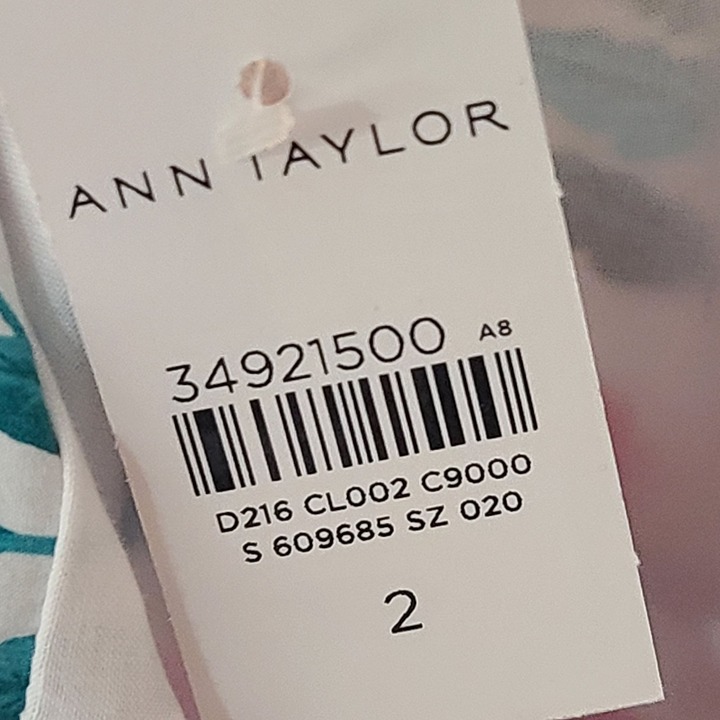 ANN TAYLOR
34921500 A8
D216 CL002 C9000
S 609685 SZ 020
2